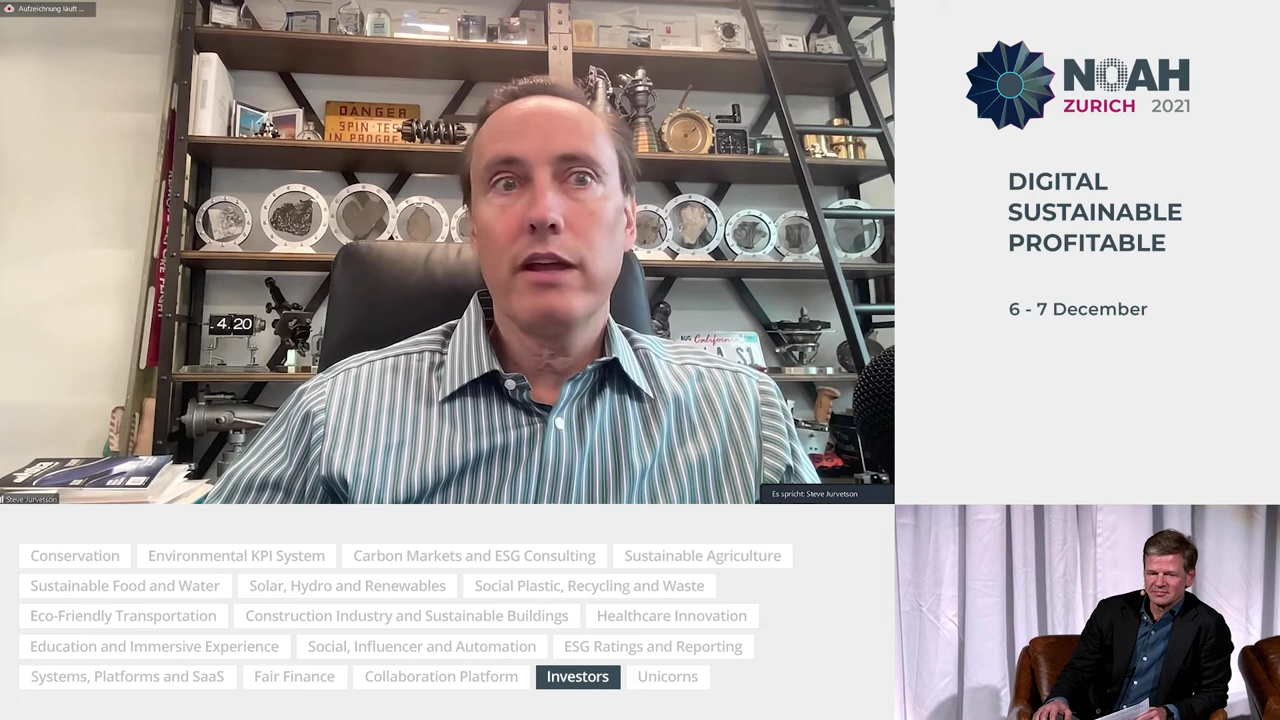 Aufzeichnung läuft ...
DANGER
SPIN TES
IN PROGRE
4 20
AUG California
Steve Jurvetson
Es spricht: Steve Jurvetson
NOAH
ZURICH 2021
DIGITAL
SUSTAINABLE
PROFITABLE
6 - 7 December
Conservation
Environmental KPI System
Carbon Markets and ESG Consulting
Sustainable Agriculture
Sustainable Food and Water
Solar, Hydro and Renewables
Social Plastic, Recycling and Waste
Eco-Friendly Transportation
Construction Industry and Sustainable Buildings
Healthcare Innovation
Education and Immersive Experience
Social, Influencer and Automation
ESG Ratings and Reporting
Systems, Platforms and SaaS
Fair Finance
Collaboration Platform
Investors
Unicorns